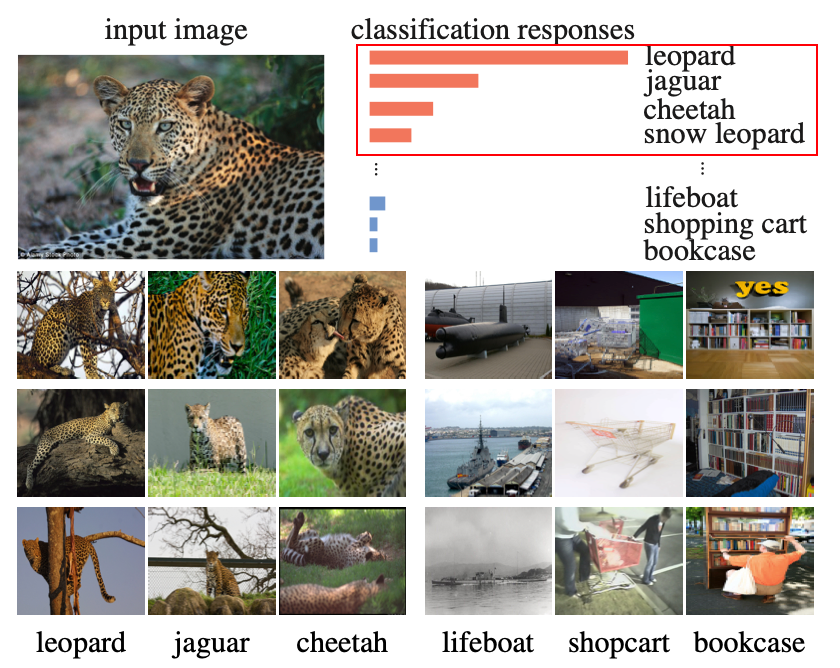 input image
classification responses
leopard
jaguar
cheetah
snow leopard
lifeboat
shopping cart
bookcase
yes
leopard
jaguar
cheetah
lifeboat
shopcart
bookcase